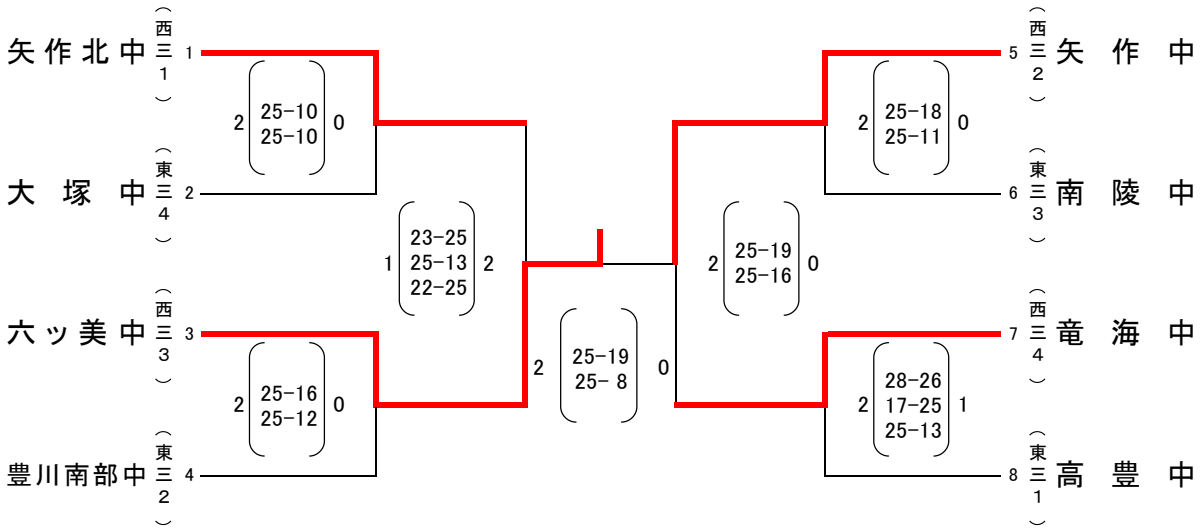 矢作北中（西三1）1
2 25-10 0
25-10
大塚中（東三4）2
1 23-25 2
25-13
22-25
六ッ美中（西三3）3
2 25-16 0
25-12
豊川南部中（東三2）4
2 25-19 0
25- 8
5（西三2）矢作中
2 25-18 0
25-11
6（東三3）南陵中
2 25-19 0
25-16
7（西三4）竜海中
2 28-26 1
17-25
25-13
8（東三1）高豊中